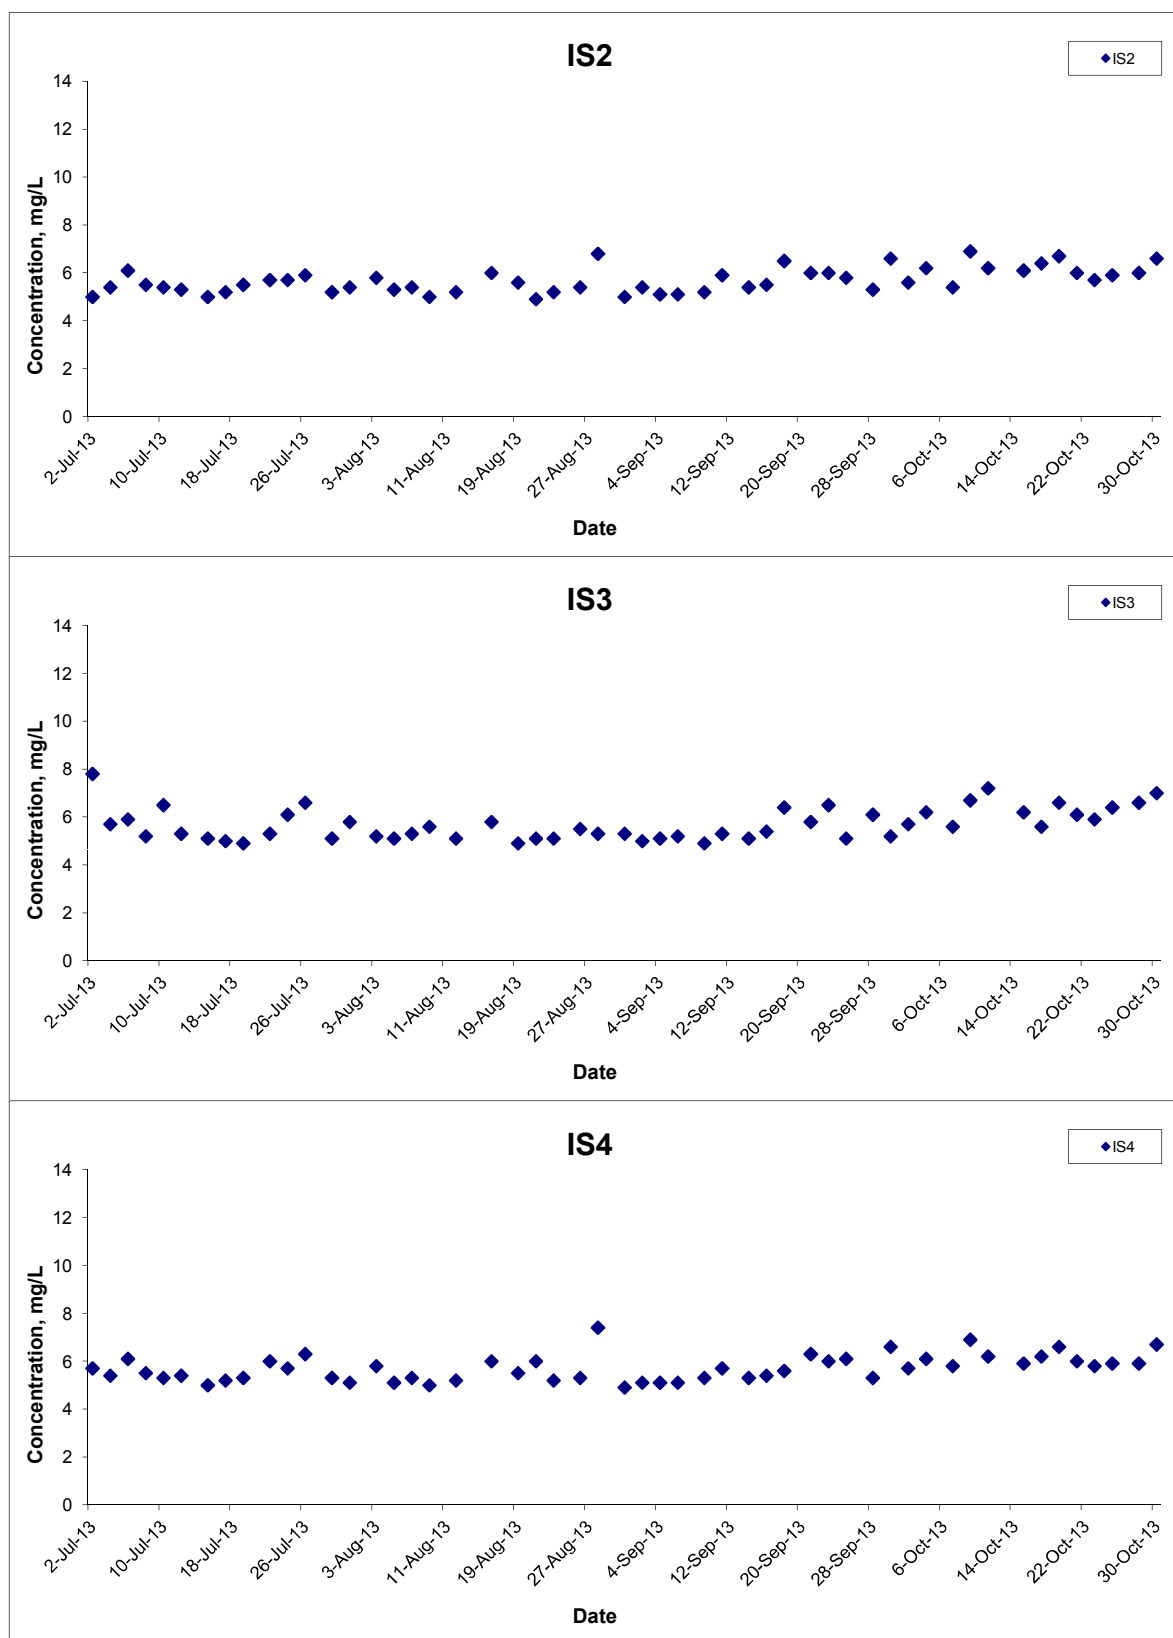 IS2
IS2
14
12
10
8
6
4
2
0
Concentration, mg/L
2-Jul-13
10-Jul-13
18-Jul-13
26-Jul-13
3-Aug-13
11-Aug-13
19-Aug-13
27-Aug-13
4-Sep-13
12-Sep-13
20-Sep-13
28-Sep-13
6-Oct-13
14-Oct-13
22-Oct-13
30-Oct-13
Date
IS3
IS3
14
12
10
8
6
4
2
0
Concentration, mg/L
2-Jul-13
10-Jul-13
18-Jul-13
26-Jul-13
3-Aug-13
11-Aug-13
19-Aug-13
27-Aug-13
4-Sep-13
12-Sep-13
20-Sep-13
28-Sep-13
6-Oct-13
14-Oct-13
22-Oct-13
30-Oct-13
Date
IS4
IS4
14
12
10
8
6
4
2
0
Concentration, mg/L
2-Jul-13
10-Jul-13
18-Jul-13
26-Jul-13
3-Aug-13
11-Aug-13
19-Aug-13
27-Aug-13
4-Sep-13
12-Sep-13
20-Sep-13
28-Sep-13
6-Oct-13
14-Oct-13
22-Oct-13
30-Oct-13
Date